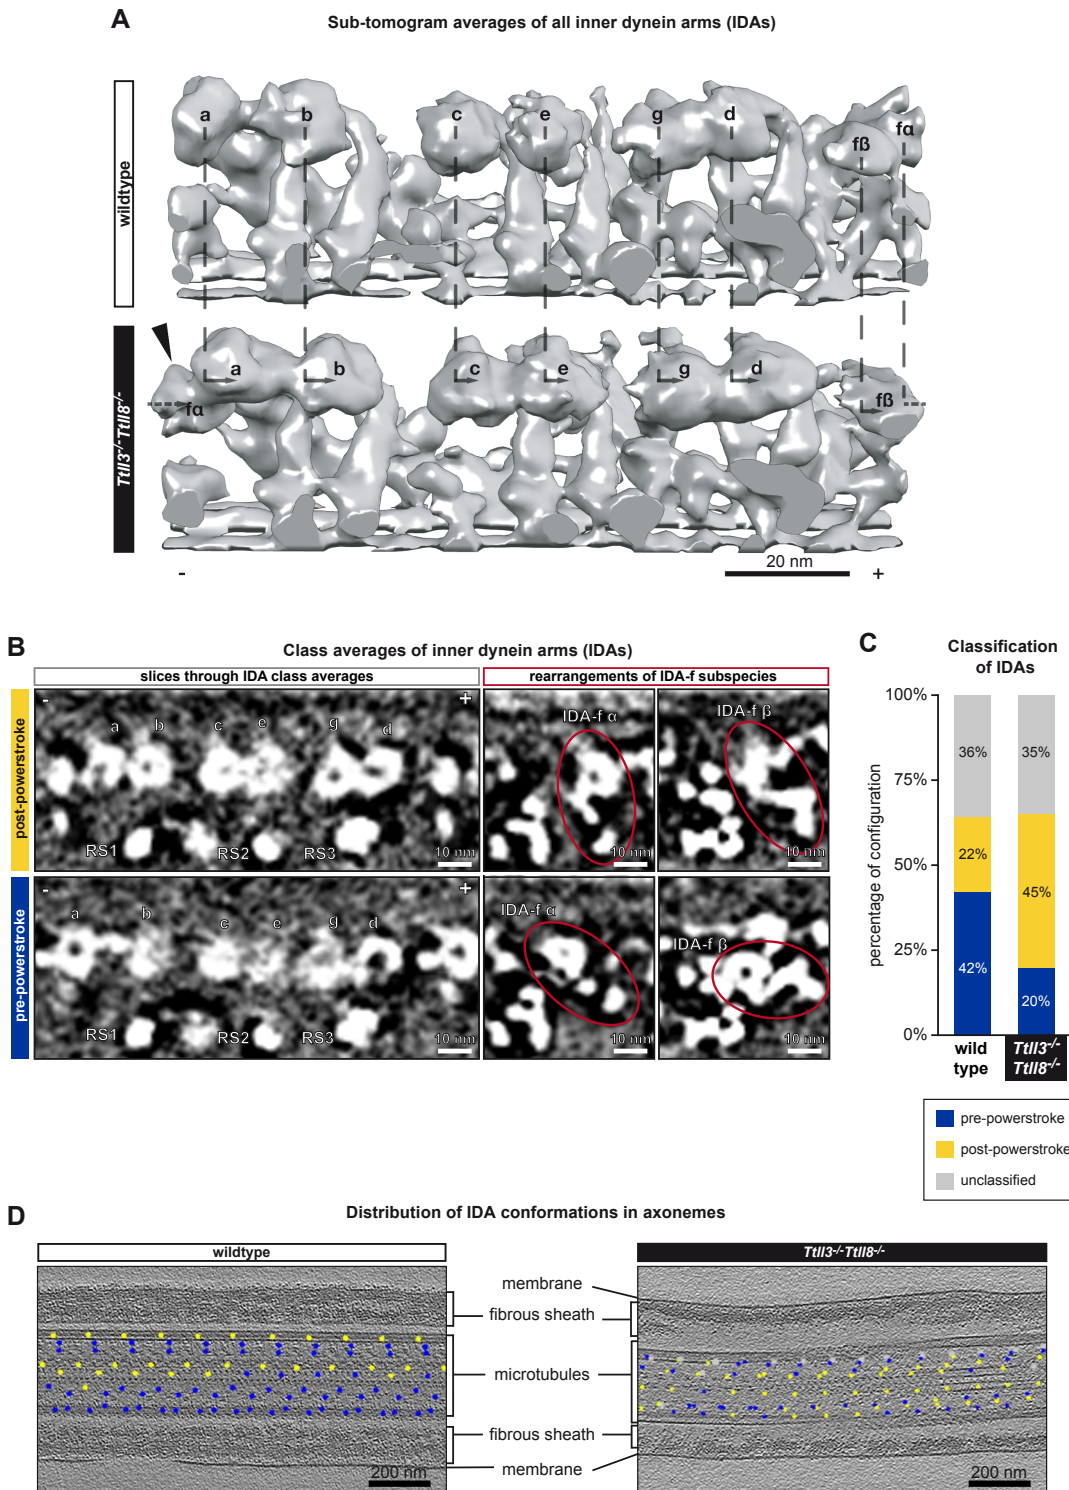 A
Sub-tomogram averages of all inner dynein arms (IDAs)
wildtype
a b c e g d fß fα
Ttll3-/-Ttll8-/-
a b c e g d fß
fα
20 nm
- +
B
Class averages of inner dynein arms (IDAs)
slices through IDA class averages
rearrangements of IDA-f subspecies
post-powerstroke
- +
a b c e g d
RS1 RS2 RS3
10 nm
IDA-f α
10 nm
IDA-f β
10 nm
pre-powerstroke
- +
a b c e g d
RS1 RS2 RS3
10 nm
IDA-f α
10 nm
IDA-f β
10 nm
C
Classification
of IDAs
percentage of configuration
100%
75%
50%
25%
0%
36%
22%
42%
35%
45%
20%
wild
type
Ttll3-/-
Ttll8-/-
pre-powerstroke
post-powerstroke
unclassified
D
Distribution of IDA conformations in axonemes
wildtype
Ttll3-/-Ttll8-/-
membrane
fibrous sheath
microtubules
fibrous sheath
membrane
200 nm
200 nm